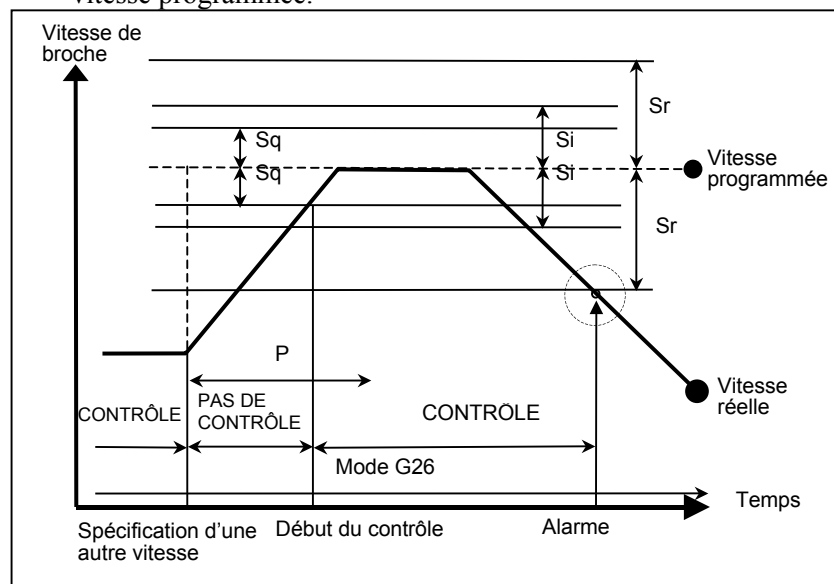 vitesse programmée.
Vitesse de
broche
Sr
Sq
Si
Sq
Si
Vitesse
programmée
Sr
P
Vitesse
réelle
CONTRÔLE
PAS DE
CONTRÔLE
CONTRÔLE
Mode G26
Temps
Spécification d'une
autre vitesse
Début du contrôle
Alarme